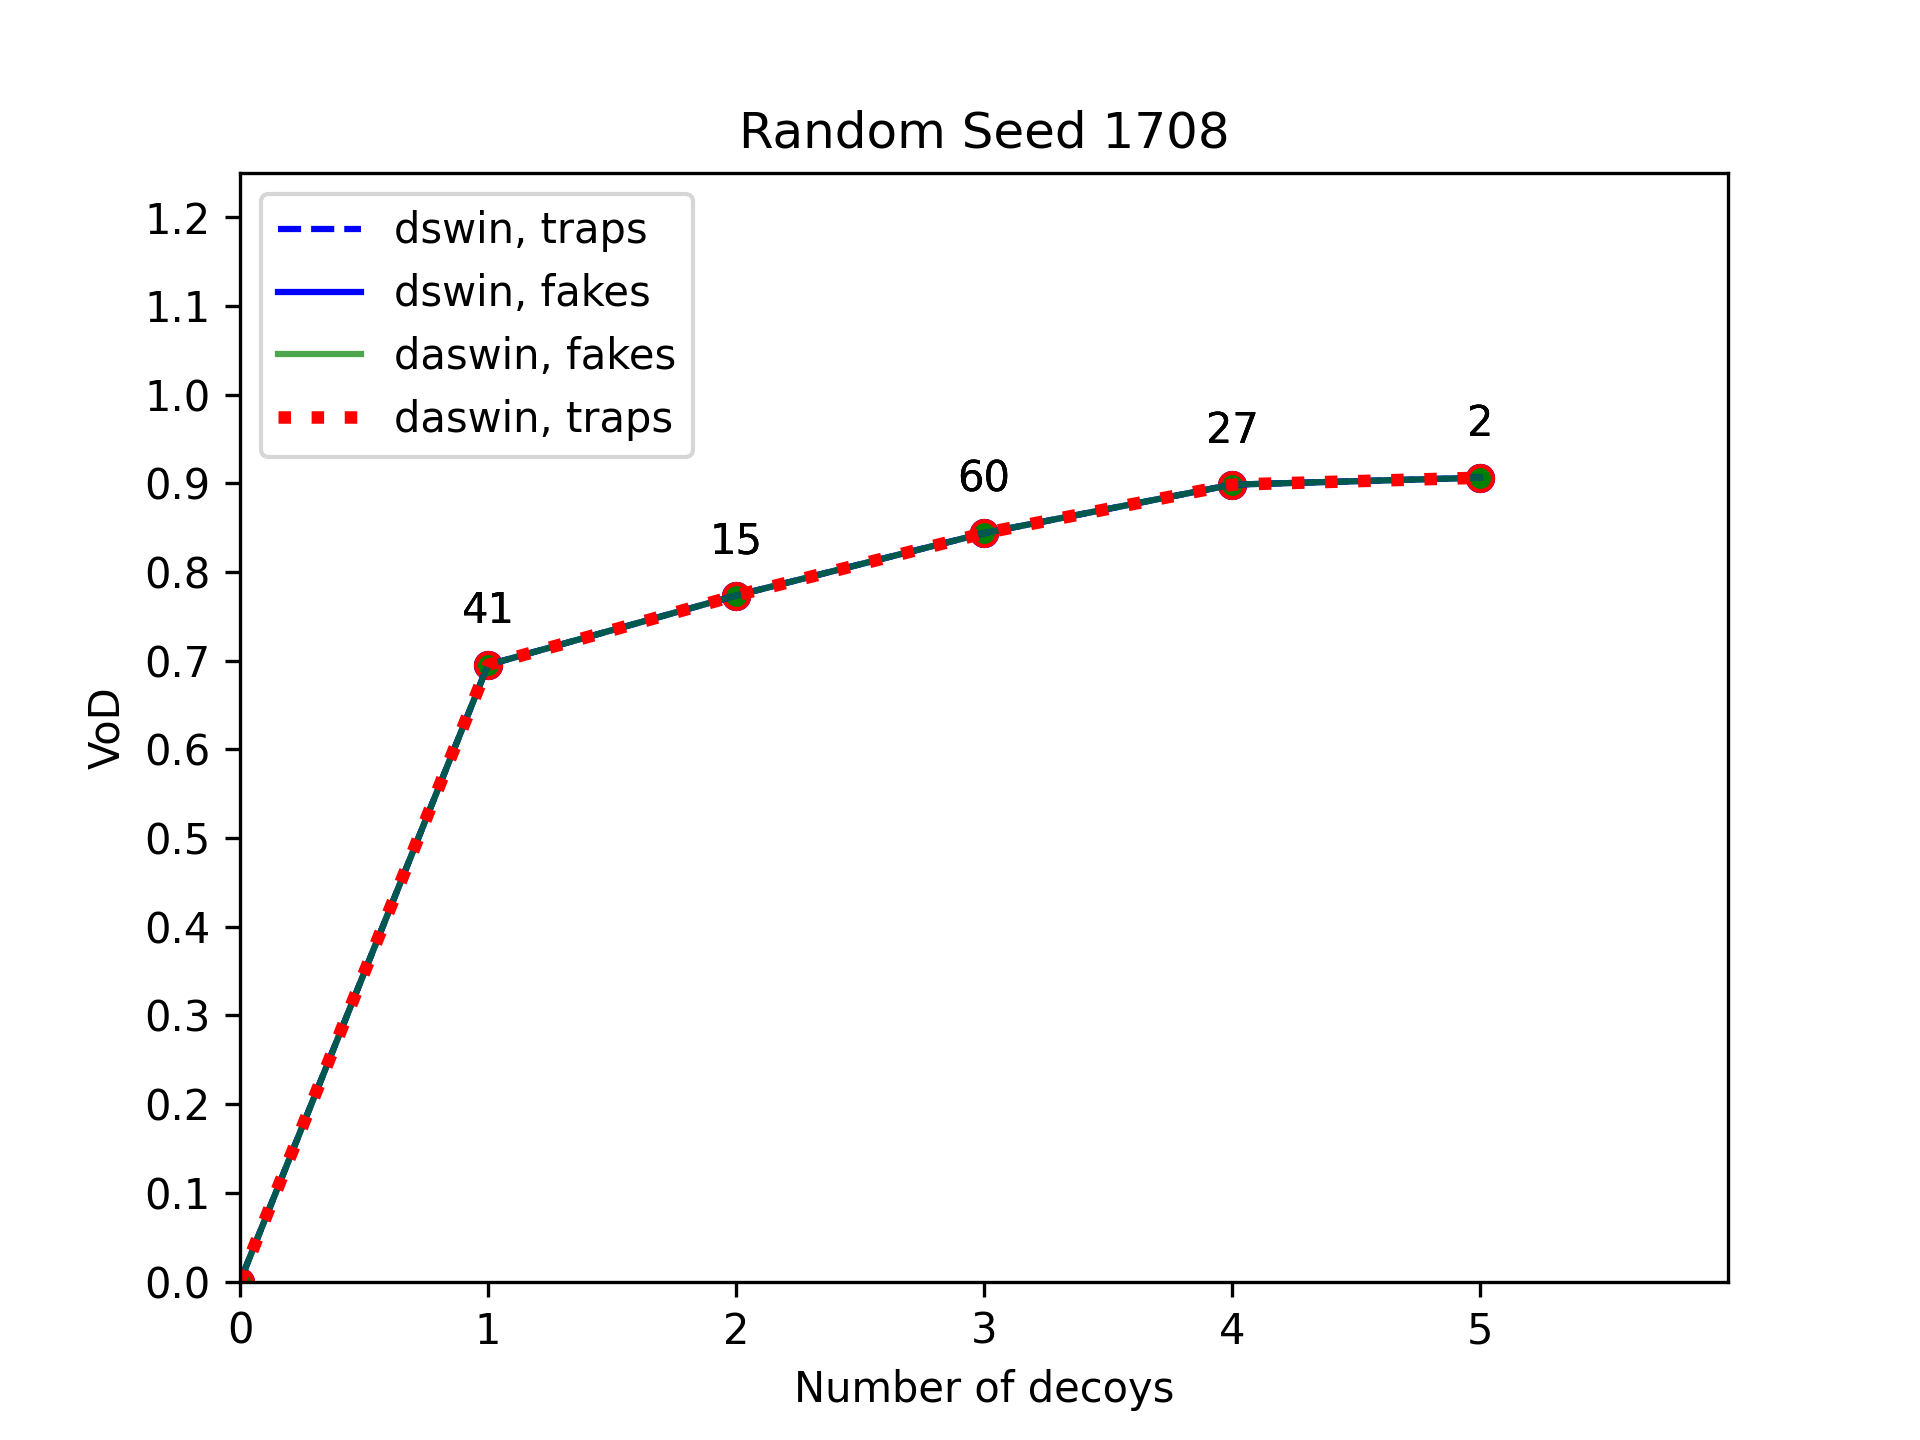 Random Seed 1708
dswin, traps
dswin, fakes
daswin, fakes
daswin, traps
1.2
1.1
1.0
0.9
0.8
0.7
0.6
0.5
0.4
0.3
0.2
0.1
0.0
VoD
41
15
60
27
2
0 1 2 3 4 5
Number of decoys